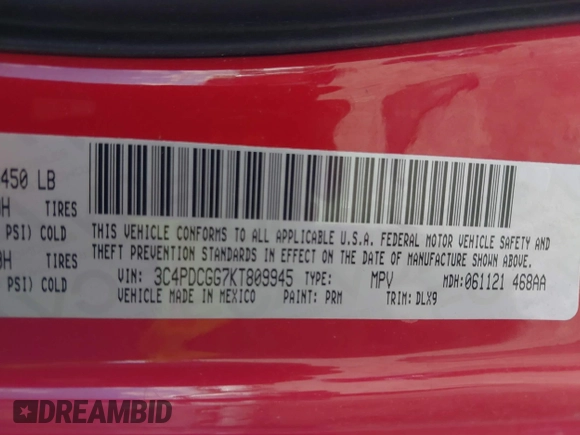 450 LB
TIRES
PSI) COLD
TIRES
PSI) COLD
THIS VEHICLE CONFORMS TO ALL APPLICABLE U.S.A. FEDERAL MOTOR VEHICLE SAFETY AND
THEFT PREVENTION STANDARDS IN EFFECT ON THE DATE OF MANUFACTURE SHOWN ABOVE.
VIN: 3C4PDCGG7KT809945 TYPE: MPV MDH:061121 468AA
VEHICLE MADE IN MEXICO PAINT: PRM TRIM: DLX9
DREAMBID